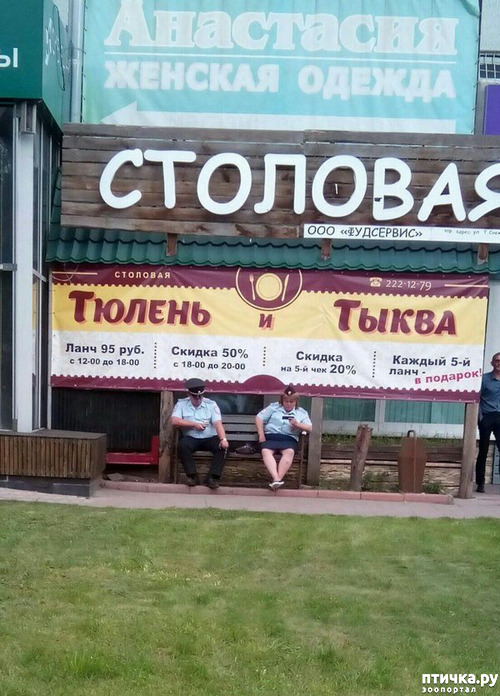 Ы
Анастасия
ЖЕНСКАЯ ОДЕЖДА
СТОЛОВАЯ
ООО «ФУДСЕРВИС»
СТОЛОВАЯ
222-12-79
Тюлень и Тыква
Ланч 95 руб.
с 12-00 до 18-00
Скидка 50%
с 18-00 до 20-00
Скидка
на 5-й чек 20%
Каждый 5-й
ланч -
в подарок!
птичка.ру
зоопортал